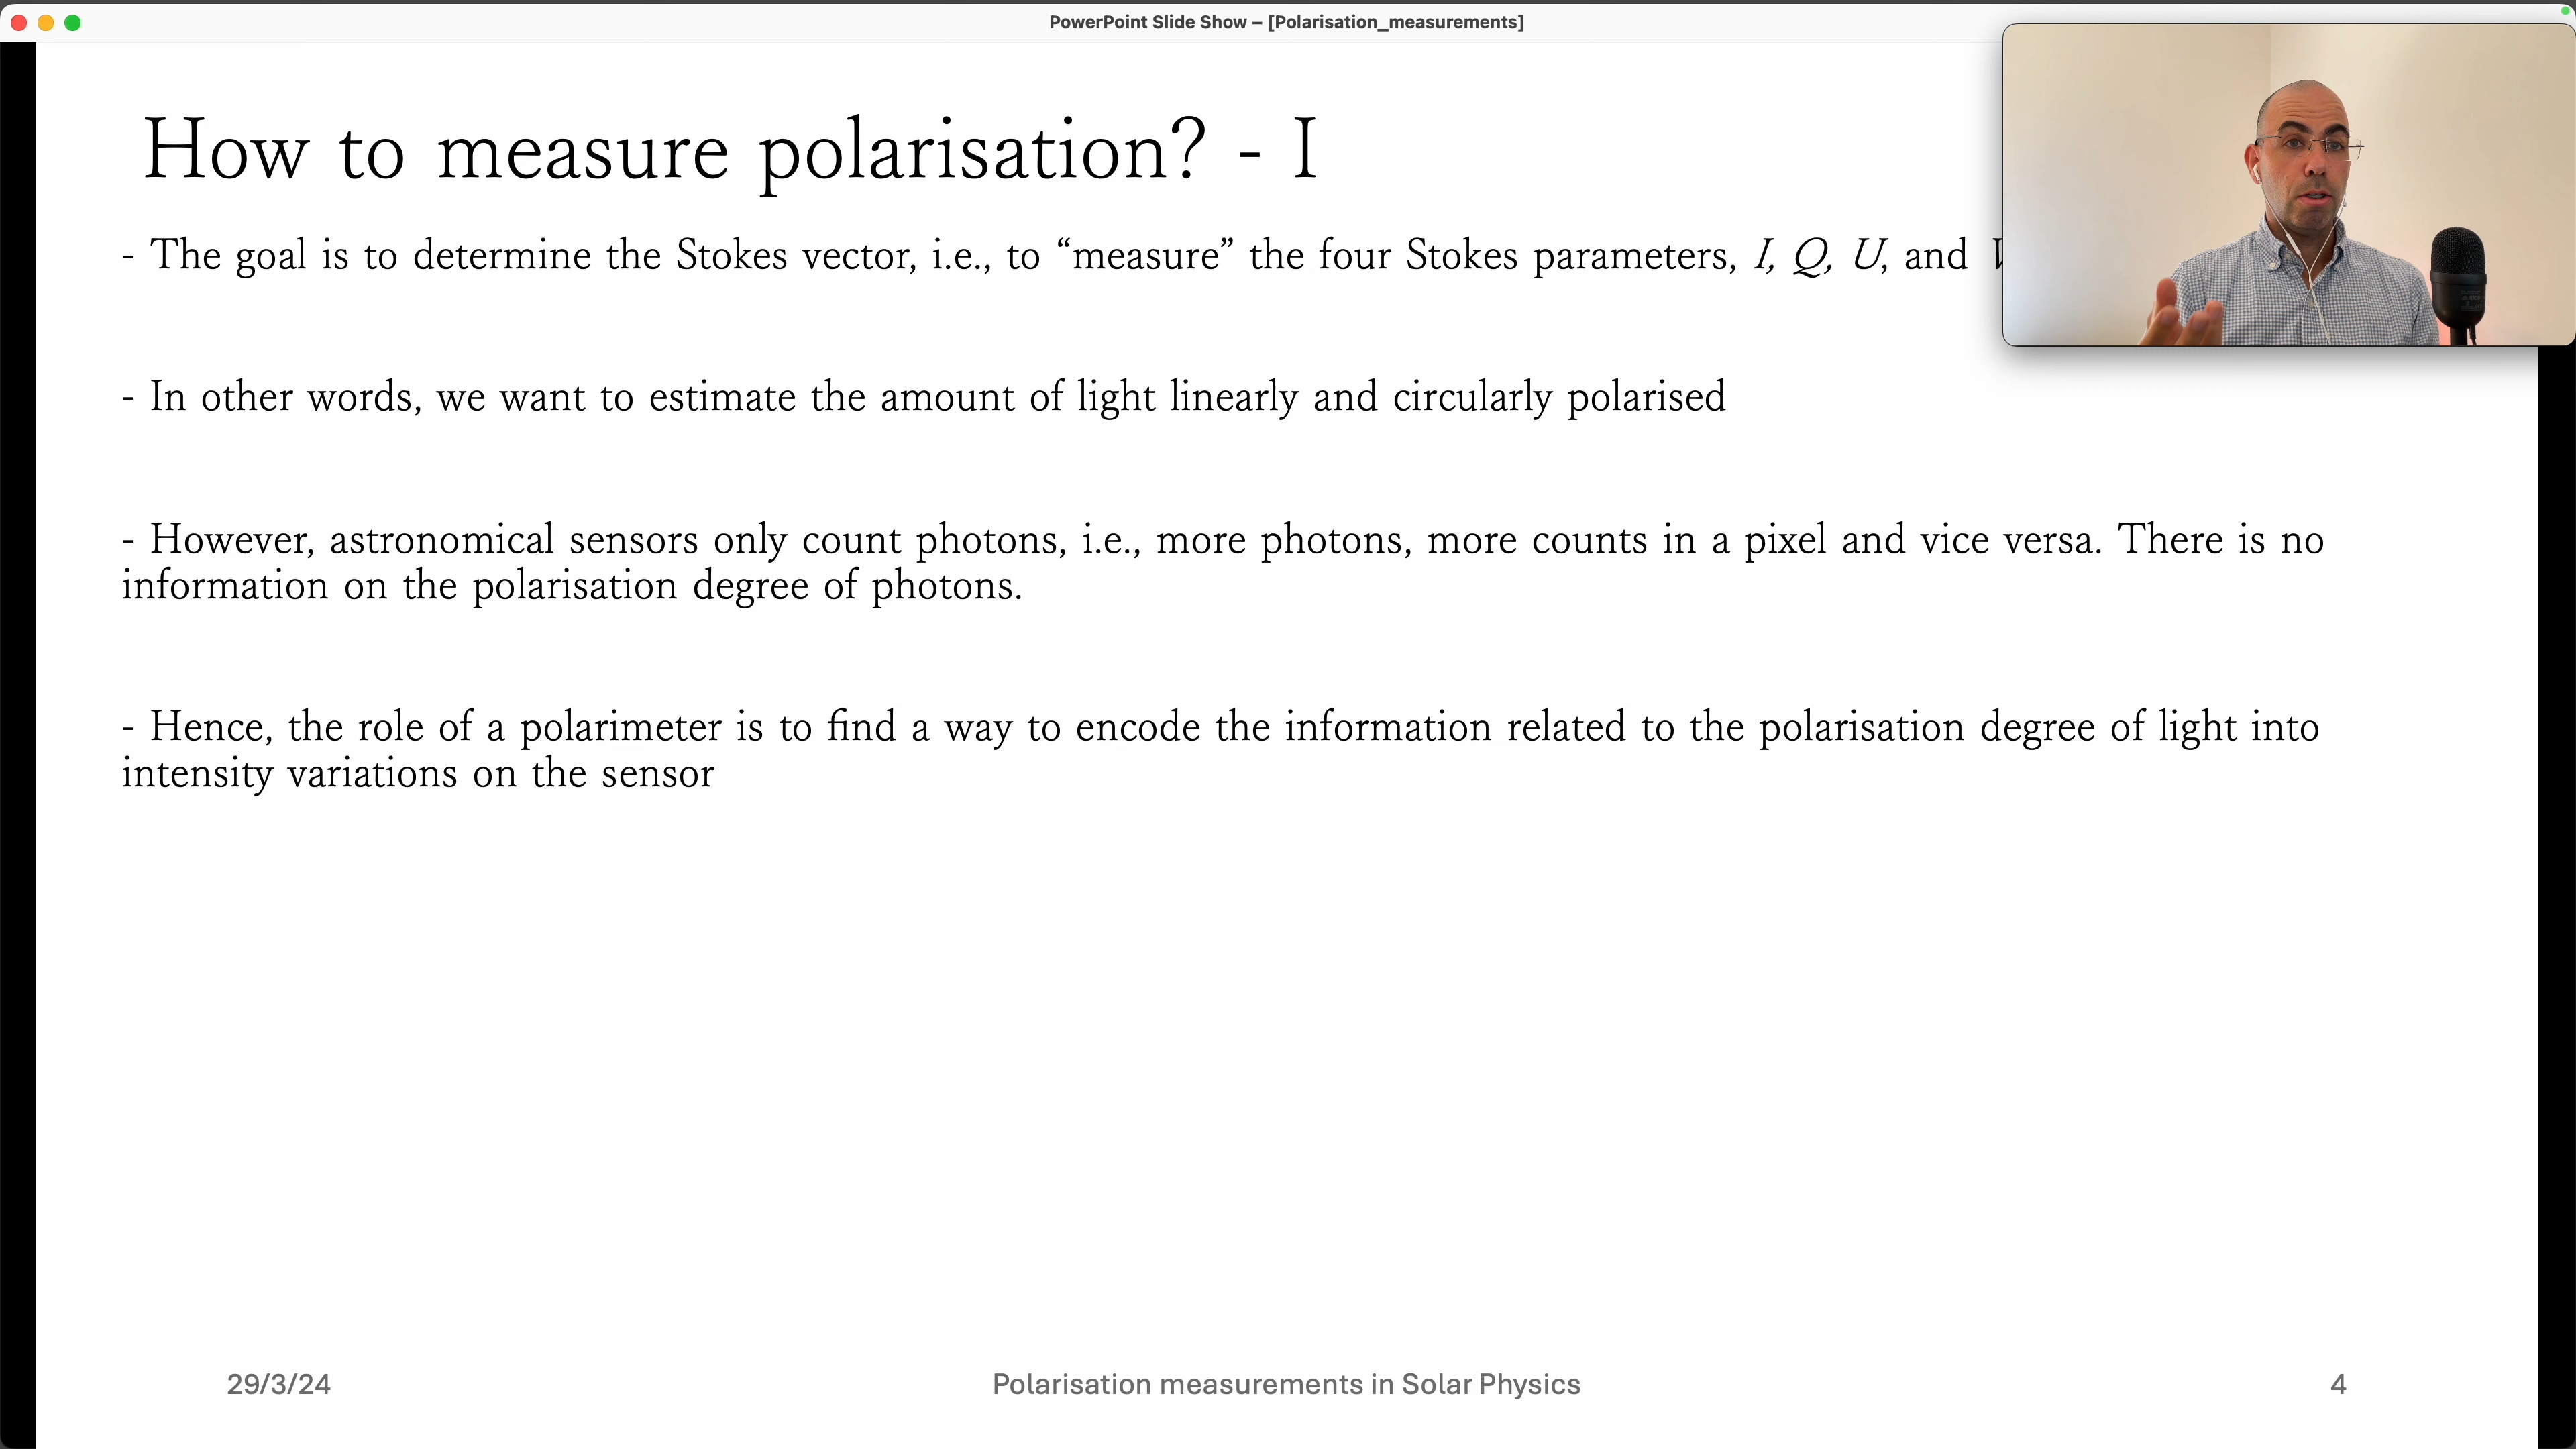 PowerPoint Slide Show – [Polarisation_measurements]
How to measure polarisation? - I
- The goal is to determine the Stokes vector, i.e., to “measure” the four Stokes parameters, I, Q, U, and
- In other words, we want to estimate the amount of light linearly and circularly polarised
- However, astronomical sensors only count photons, i.e., more photons, more counts in a pixel and vice versa. There is no
information on the polarisation degree of photons.
- Hence, the role of a polarimeter is to find a way to encode the information related to the polarisation degree of light into
intensity variations on the sensor
29/3/24
Polarisation measurements in Solar Physics
4